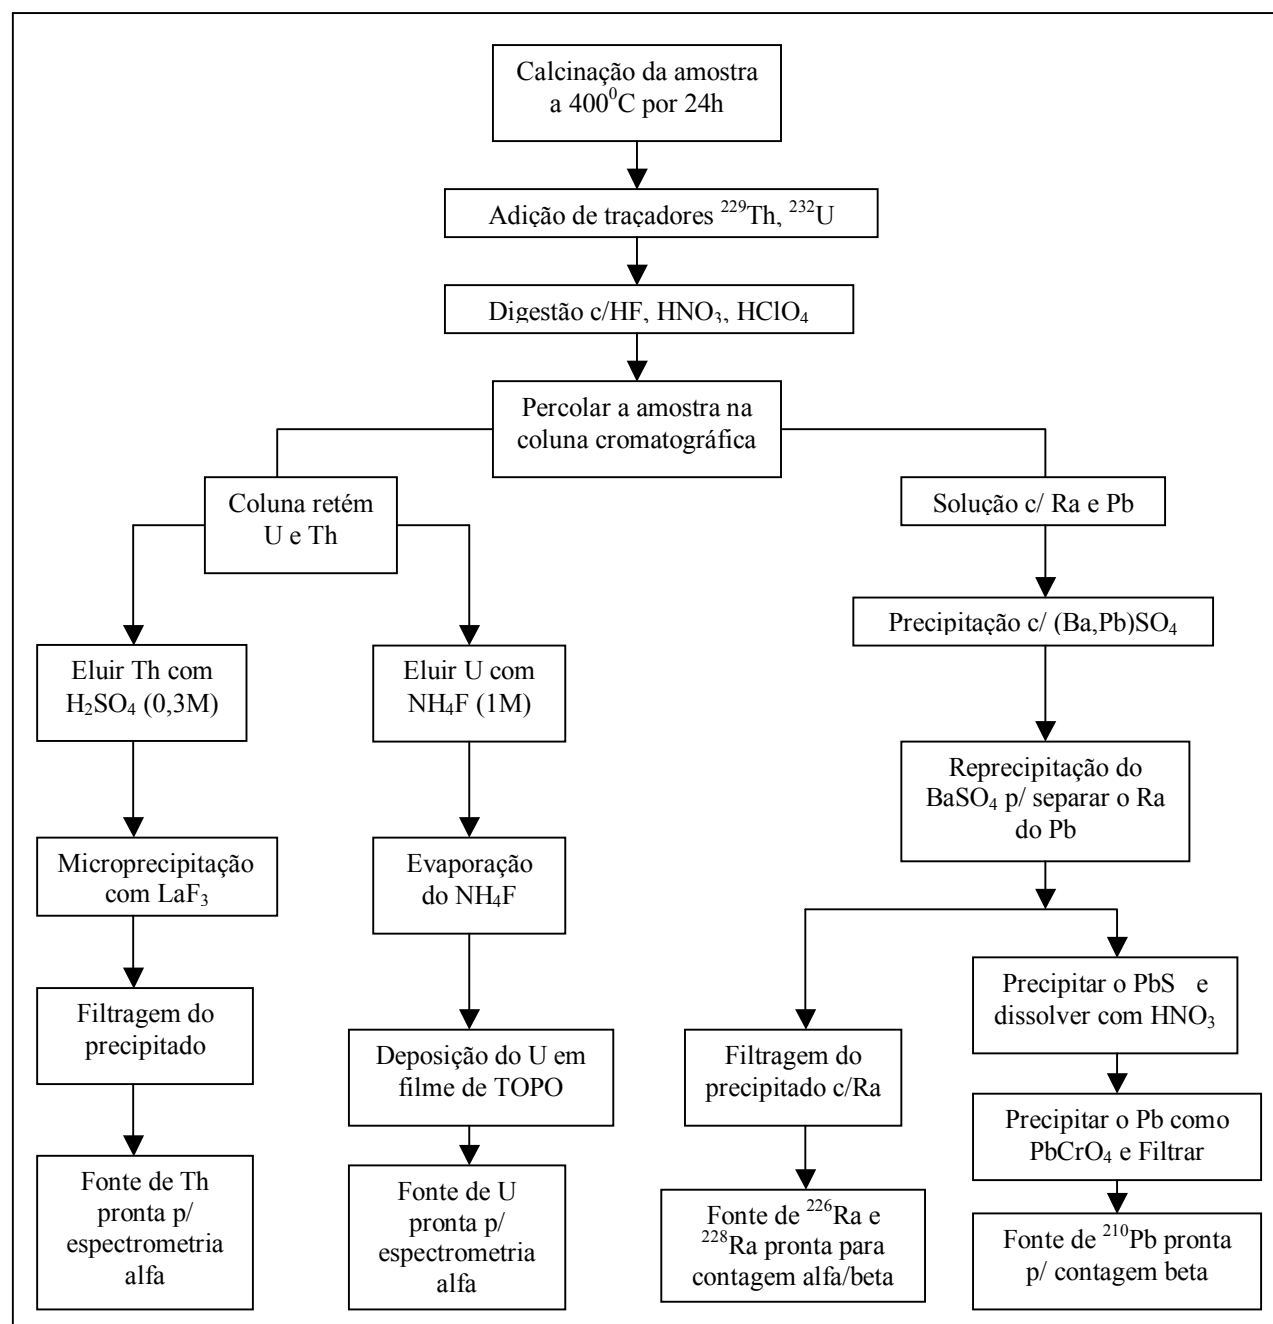 Calcinação da amostra
a 400⁰C por 24h
Adição de traçadores ²²⁹Th, ²³²U
Digestão c/HF, HNO₃, HClO₄
Percolar a amostra na
coluna cromatográfica
Coluna retém
U e Th
Solução c/ Ra e Pb
Precipitação c/ (Ba,Pb)SO₄
Eluir Th com
H₂SO₄ (0,3M)
Eluir U com
NH₄F (1M)
Reprecipitação do
BaSO₄ p/ separar o Ra
do Pb
Microprecipitação
com LaF₃
Evaporação
do NH₄F
Filtragem do
precipitado
Deposição do U em
filme de TOPO
Filtragem do
precipitado c/Ra
Precipitar o PbS e
dissolver com HNO₃
Precipitar o Pb como
PbCrO₄ e Filtrar
Fonte de Th
pronta p/
espectrometria
alfa
Fonte de U
pronta p/
espectrometria
alfa
Fonte de ²²⁶Ra e
²²⁸Ra pronta para
contagem alfa/beta
Fonte de ²¹⁰Pb pronta
p/ contagem beta